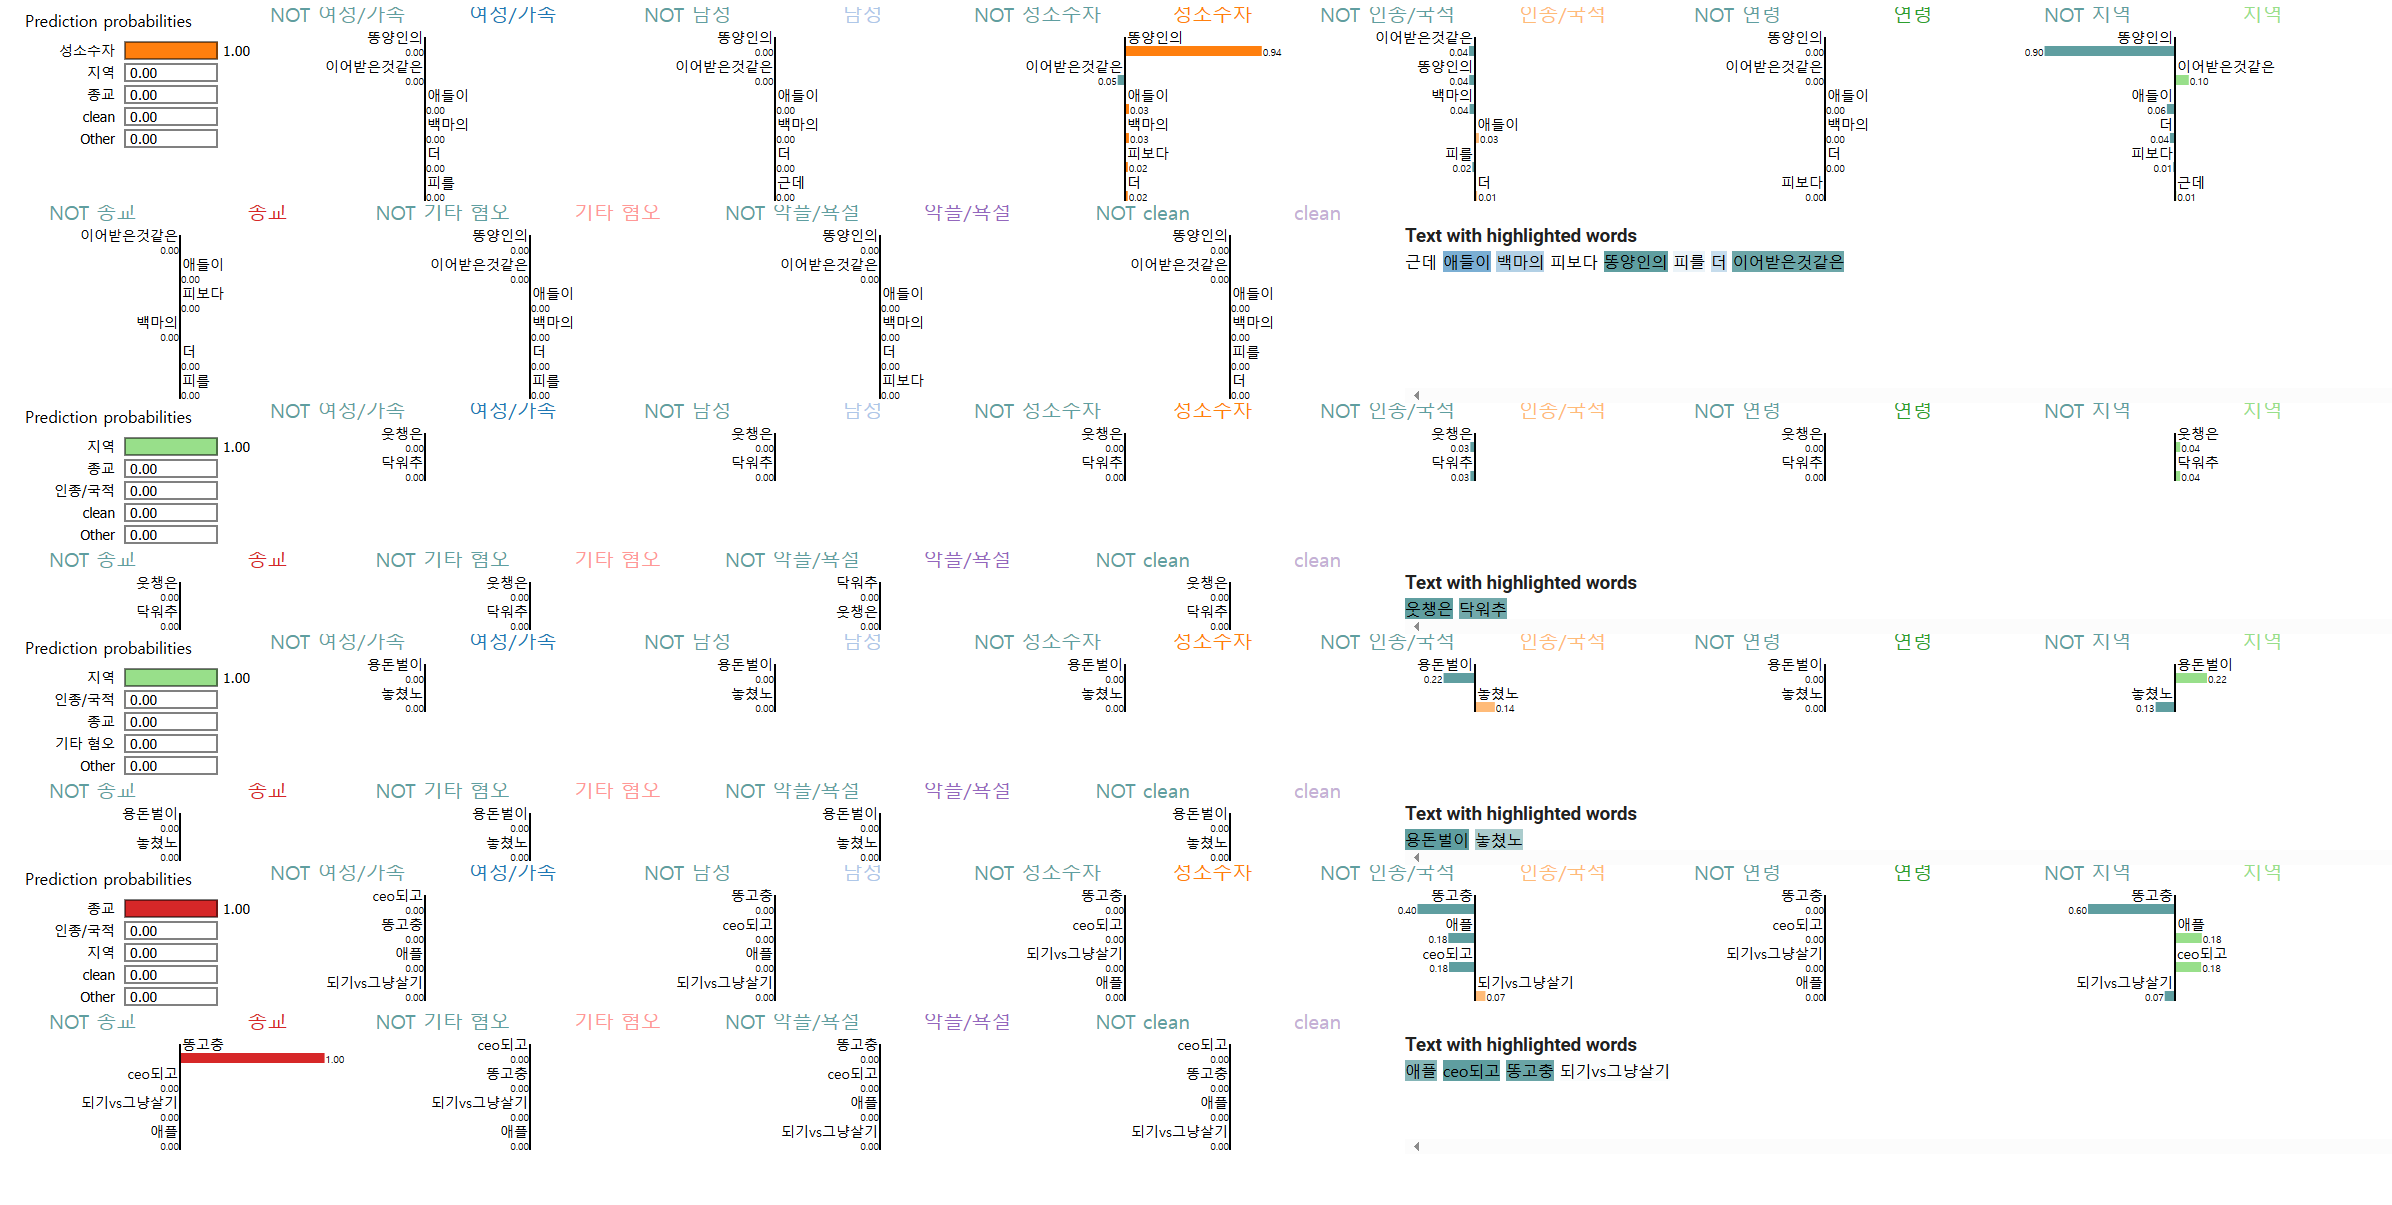 Prediction probabilities
성소수자 1.00
지역 0.00
종교 0.00
clean 0.00
Other 0.00
NOT 여성/가족 여성/가족
똥양인의
0.00
이어받은것같은
0.00
애들이
0.00
백마의
0.00
더
0.00
피를
0.00
NOT 남성 남성
똥양인의
0.00
이어받은것같은
0.00
애들이
0.00
백마의
0.00
더
0.00
근데
0.00
NOT 성소수자 성소수자
똥양인의
0.94
이어받은것같은
0.05
애들이
0.03
백마의
0.03
피보다
0.02
더
0.02
NOT 인종/국적 인종/국적
이어받은것같은
0.04
똥양인의
0.04
백마의
0.04
애들이
0.03
피를
0.02
더
0.01
NOT 연령 연령
똥양인의
0.00
이어받은것같은
0.00
애들이
0.00
백마의
0.00
더
0.00
피보다
0.00
NOT 지역 지역
똥양인의
0.90
이어받은것같은
0.10
애들이
0.06
더
0.04
피보다
0.01
근데
0.01
NOT 종교 종교
이어받은것같은
0.00
애들이
0.00
피보다
0.00
백마의
0.00
더
0.00
피를
0.00
NOT 기타 혐오 기타 혐오
똥양인의
0.00
이어받은것같은
0.00
애들이
0.00
백마의
0.00
더
0.00
피를
0.00
NOT 악플/욕설 악플/욕설
똥양인의
0.00
이어받은것같은
0.00
애들이
0.00
백마의
0.00
더
0.00
피보다
0.00
NOT clean clean
똥양인의
0.00
이어받은것같은
0.00
애들이
0.00
백마의
0.00
피를
0.00
더
0.00
Text with highlighted words
근데 애들이 백마의 피보다 똥양인의 피를 더 이어받은것같은
Prediction probabilities
지역 1.00
종교 0.00
인종/국적 0.00
clean 0.00
Other 0.00
NOT 여성/가족 여성/가족
웃챙은
0.00
닥워추
0.00
NOT 남성 남성
웃챙은
0.00
닥워추
0.00
NOT 성소수자 성소수자
웃챙은
0.00
닥워추
0.00
NOT 인종/국적 인종/국적
웃챙은
0.03
닥워추
0.03
NOT 연령 연령
웃챙은
0.00
닥워추
0.00
NOT 지역 지역
웃챙은
0.04
닥워추
0.04
NOT 종교 종교
웃챙은
0.00
닥워추
0.00
NOT 기타 혐오 기타 혐오
웃챙은
0.00
닥워추
0.00
NOT 악플/욕설 악플/욕설
닥워추
0.00
웃챙은
0.00
NOT clean clean
웃챙은
0.00
닥워추
0.00
Text with highlighted words
웃챙은 닥워추
Prediction probabilities
지역 1.00
인종/국적 0.00
종교 0.00
기타 혐오 0.00
Other 0.00
NOT 여성/가족 여성/가족
용돈벌이
0.00
놓쳤노
0.00
NOT 남성 남성
용돈벌이
0.00
놓쳤노
0.00
NOT 성소수자 성소수자
용돈벌이
0.00
놓쳤노
0.00
NOT 인종/국적 인종/국적
용돈벌이
0.22
놓쳤노
0.14
NOT 연령 연령
용돈벌이
0.00
놓쳤노
0.00
NOT 지역 지역
용돈벌이
0.22
놓쳤노
0.13
NOT 종교 종교
용돈벌이
0.00
놓쳤노
0.00
NOT 기타 혐오 기타 혐오
용돈벌이
0.00
놓쳤노
0.00
NOT 악플/욕설 악플/욕설
용돈벌이
0.00
놓쳤노
0.00
NOT clean clean
용돈벌이
0.00
놓쳤노
0.00
Text with highlighted words
용돈벌이 놓쳤노
Prediction probabilities
종교 1.00
인종/국적 0.00
지역 0.00
clean 0.00
Other 0.00
NOT 여성/가족 여성/가족
ceo되고
0.00
똥고충
0.00
애플
0.00
되기vs그냥살기
0.00
NOT 남성 남성
똥고충
0.00
ceo되고
0.00
애플
0.00
되기vs그냥살기
0.00
NOT 성소수자 성소수자
똥고충
0.00
ceo되고
0.00
되기vs그냥살기
0.00
애플
0.00
NOT 인종/국적 인종/국적
똥고충
0.40
애플
0.18
ceo되고
0.18
되기vs그냥살기
0.07
NOT 연령 연령
똥고충
0.00
ceo되고
0.00
되기vs그냥살기
0.00
애플
0.00
NOT 지역 지역
똥고충
0.60
애플
0.18
ceo되고
0.18
되기vs그냥살기
0.07
NOT 종교 종교
똥고충
1.00
ceo되고
0.00
되기vs그냥살기
0.00
애플
0.00
NOT 기타 혐오 기타 혐오
ceo되고
0.00
똥고충
0.00
되기vs그냥살기
0.00
애플
0.00
NOT 악플/욕설 악플/욕설
똥고충
0.00
ceo되고
0.00
애플
0.00
되기vs그냥살기
0.00
NOT clean clean
ceo되고
0.00
똥고충
0.00
애플
0.00
되기vs그냥살기
0.00
Text with highlighted words
애플 ceo되고 똥고충 되기vs그냥살기